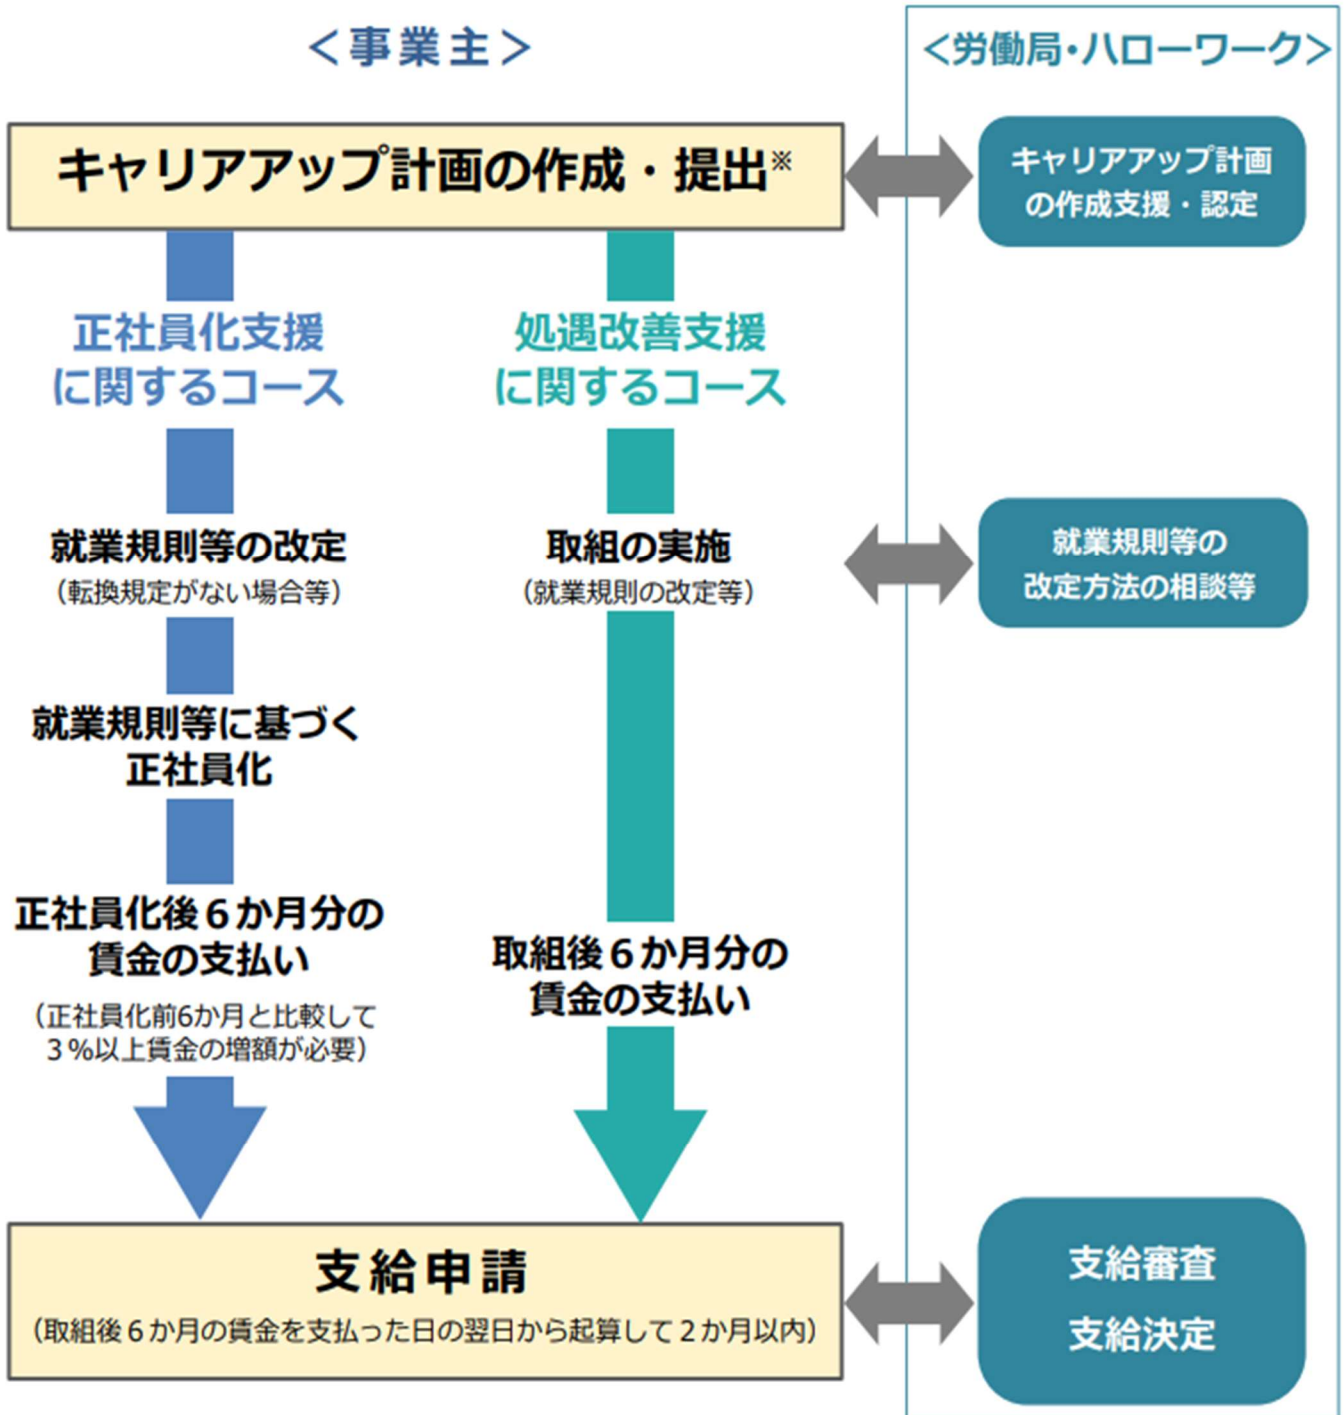 ＜事業主＞
＜労働局・ハローワーク＞
キャリアアップ計画の作成・提出※
キャリアアップ計画
の作成支援・認定
正社員化支援
に関するコース
処遇改善支援
に関するコース
就業規則等の改定
（転換規定がない場合等）
取組の実施
（就業規則の改定等）
就業規則等の
改定方法の相談等
就業規則等に基づく
正社員化
正社員化後６か月分の
賃金の支払い
（正社員化前6か月と比較して
３%以上賃金の増額が必要）
取組後６か月分の
賃金の支払い
支給申請
（取組後６か月の賃金を支払った日の翌日から起算して２か月以内）
支給審査
支給決定